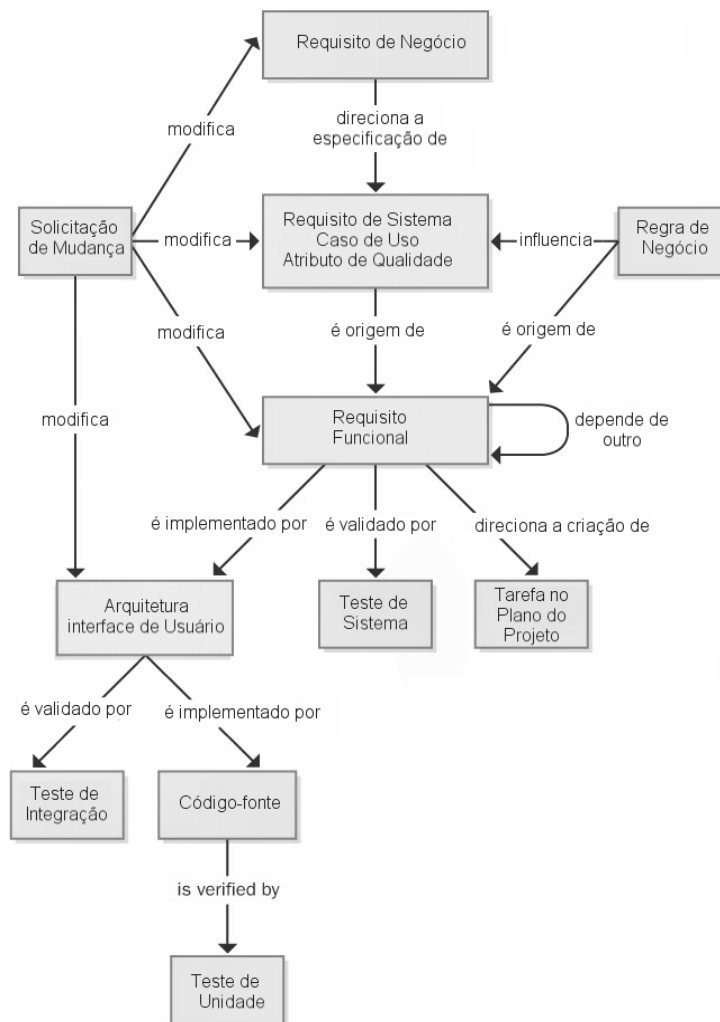 Requisito de Negócio
direciona a
especificação de
modifica
Solicitação
de Mudança
modifica
Requisito de Sistema
Caso de Uso
Atributo de Qualidade
influencia
Regra de
Negócio
modifica
é origem de
é origem de
modifica
Requisito
Funcional
depende de
outro
é implementado por
é validado por
direciona a criação de
Arquitetura
interface de Usuário
Teste de
Sistema
Tarefa no
Plano do
Projeto
é validado por
é implementado por
Teste de
Integração
Código-fonte
is verified by
Teste de
Unidade